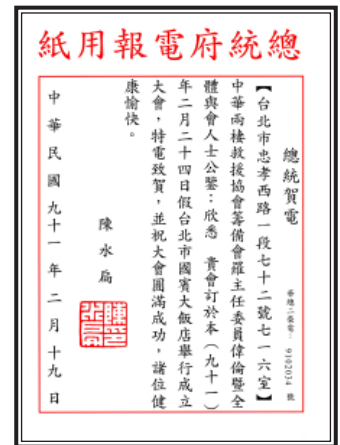 總統府電報用紙
總統賀電
華總二榮電：9102034 號
【台北市忠孝西路一段七十二號七一六室】
中華兩棲救援協會籌備會羅主任委員偉倫暨全
體與會人士公鑒：欣悉　貴會訂於本（九十一）
年二月二十四日假台北市國賓大飯店舉行成立
大會，特電致賀，並祝大會圓滿成功，諸位健
康愉快。
陳水扁
中華民國九十一年二月十九日